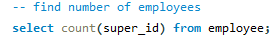 -- find number of employees
select count(super_id) from employee;